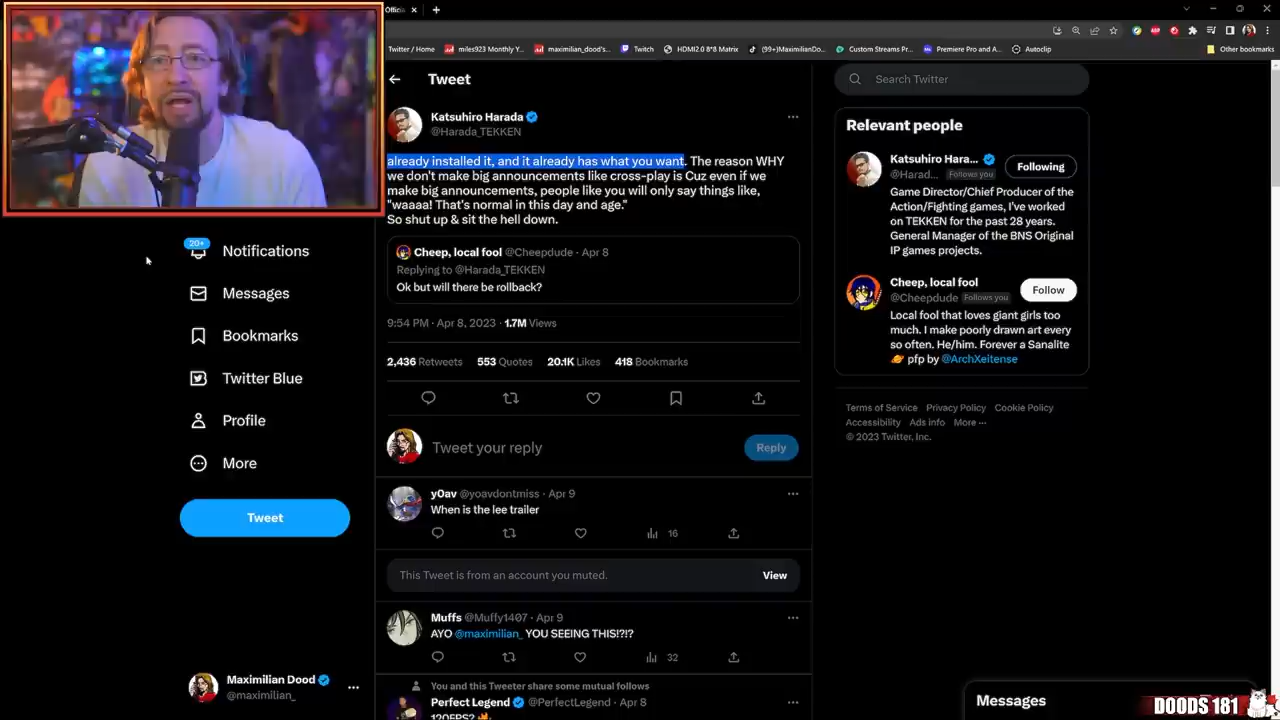 Offic
Twitter / Home
miles923 Monthly Y...
maximilian_dood's...
Twitch
HDMI2.0 8*8 Matrix
(99+)MaximilianDo...
Custom Streams Pr...
Premiere Pro and A...
Autoclip
Other bookmarks
Tweet
Search Twitter
Katsuhiro Harada
@Harada_TEKKEN
already installed it, and it already has what you want. The reason WHY
we don't make big announcements like cross-play is Cuz even if we
make big announcements, people like you will only say things like,
"waaaa! That's normal in this day and age."
So shut up & sit the hell down.
Cheep, local fool @Cheepdude · Apr 8
Replying to @Harada_TEKKEN
Ok but will there be rollback?
9:54 PM · Apr 8, 2023 · 1.7M Views
2,436 Retweets 553 Quotes 20.1K Likes 418 Bookmarks
Tweet your reply
Reply
y0av @yoavdontmiss · Apr 9
When is the lee trailer
16
This Tweet is from an account you muted.
View
Muffs @Muffy1407 · Apr 9
AYO @maximilian_ YOU SEEING THIS!?!?
32
You and this Tweeter share some mutual follows
Perfect Legend @PerfectLegend · Apr 8
120FPS?
20+
Notifications
Messages
Bookmarks
Twitter Blue
Profile
More
Tweet
Maximilian Dood
@maximilian_
Relevant people
Katsuhiro Hara...
@Harad... Follows you
Following
Game Director/Chief Producer of the
Action/Fighting games, I've worked
on TEKKEN for the past 28 years.
General Manager of the BNS Original
IP games projects.
Cheep, local fool
@Cheepdude Follows you
Follow
Local fool that loves giant girls too
much. I make poorly drawn art every
so often. He/him. Forever a Sanalite
pfp by @ArchXeitense
Terms of Service Privacy Policy Cookie Policy
Accessibility Ads info More ...
© 2023 Twitter, Inc.
Messages
DOODS 181